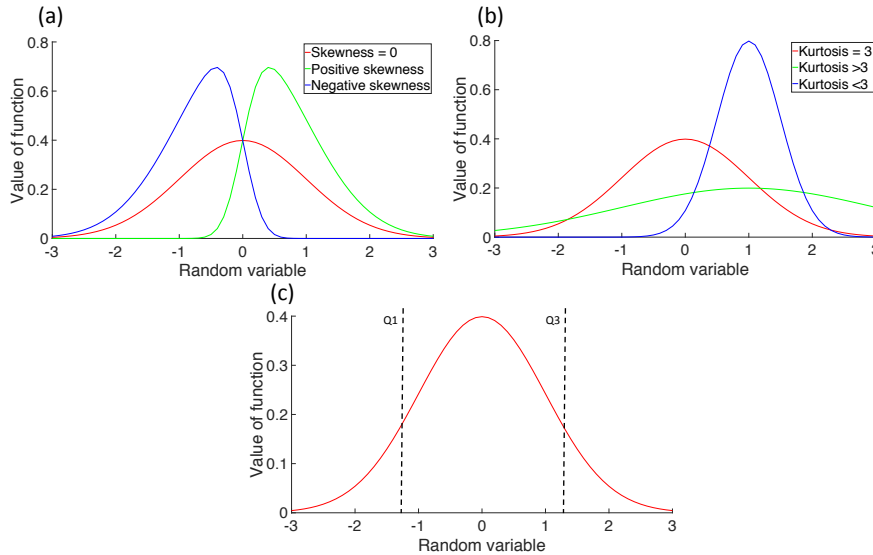 (a)
0.8
0.6
0.4
0.2
0
Value of function
Skewness = 0
Positive skewness
Negative skewness
-3 -2 -1 0 1 2 3
Random variable
(b)
0.8
0.6
0.4
0.2
0
Value of function
Kurtosis = 3
Kurtosis >3
Kurtosis <3
-3 -2 -1 0 1 2 3
Random variable
(c)
0.4
0.3
0.2
0.1
0
Value of function
Q1 Q3
-3 -2 -1 0 1 2 3
Random variable